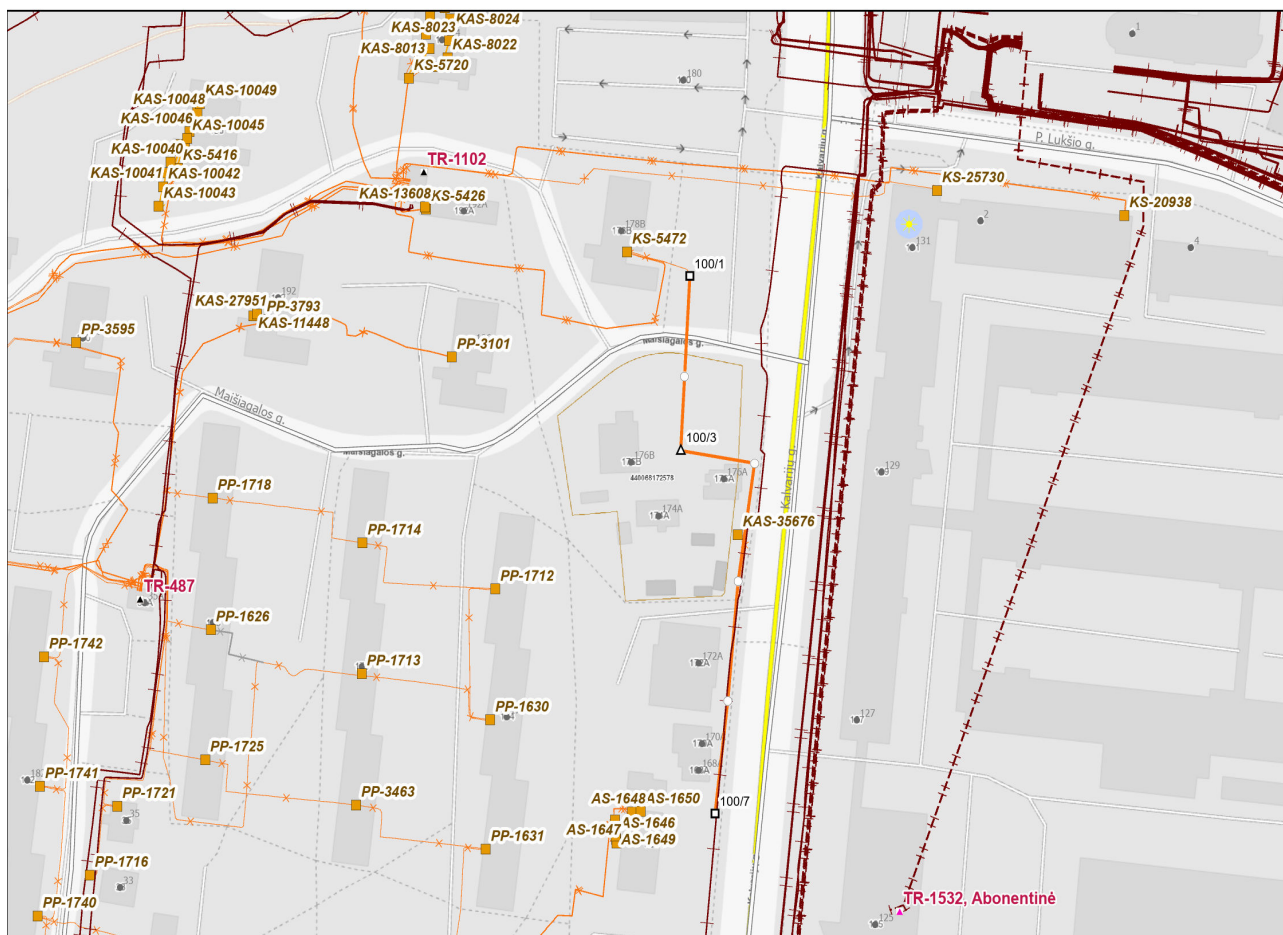 KAS-8024
KAS-8023
KAS-8013
KAS-8022
KS-5720
1
180
KAS-10049
KAS-10048
KAS-10046
KAS-10045
KAS-10040
KS-5416
KAS-10041
KAS-10042
KAS-10043
TR-1102
KAS-13608
KS-5426
192A
P. Lukšio g.
Kalvarijų g.
KS-25730
KS-20938
178B
KS-5472
2
131
4
100/1
192
KAS-27951
PP-3793
KAS-11448
PP-3595
PP-3101
Maišiagalos g.
Maišiagalos g.
Maišiagalos g.
100/3
176B
176A
440068172578
174A
Kalvarijų g.
129
PP-1718
PP-1714
KAS-35676
PP-1712
TR-487
PP-1626
PP-1742
PP-1713
172A
PP-1630
127
170A
168A
PP-1725
PP-1741
PP-1721
35
PP-3463
AS-1648
AS-1650
100/7
AS-1647
AS-1646
AS-1649
PP-1631
PP-1716
33
PP-1740
TR-1532, Abonentinė
125